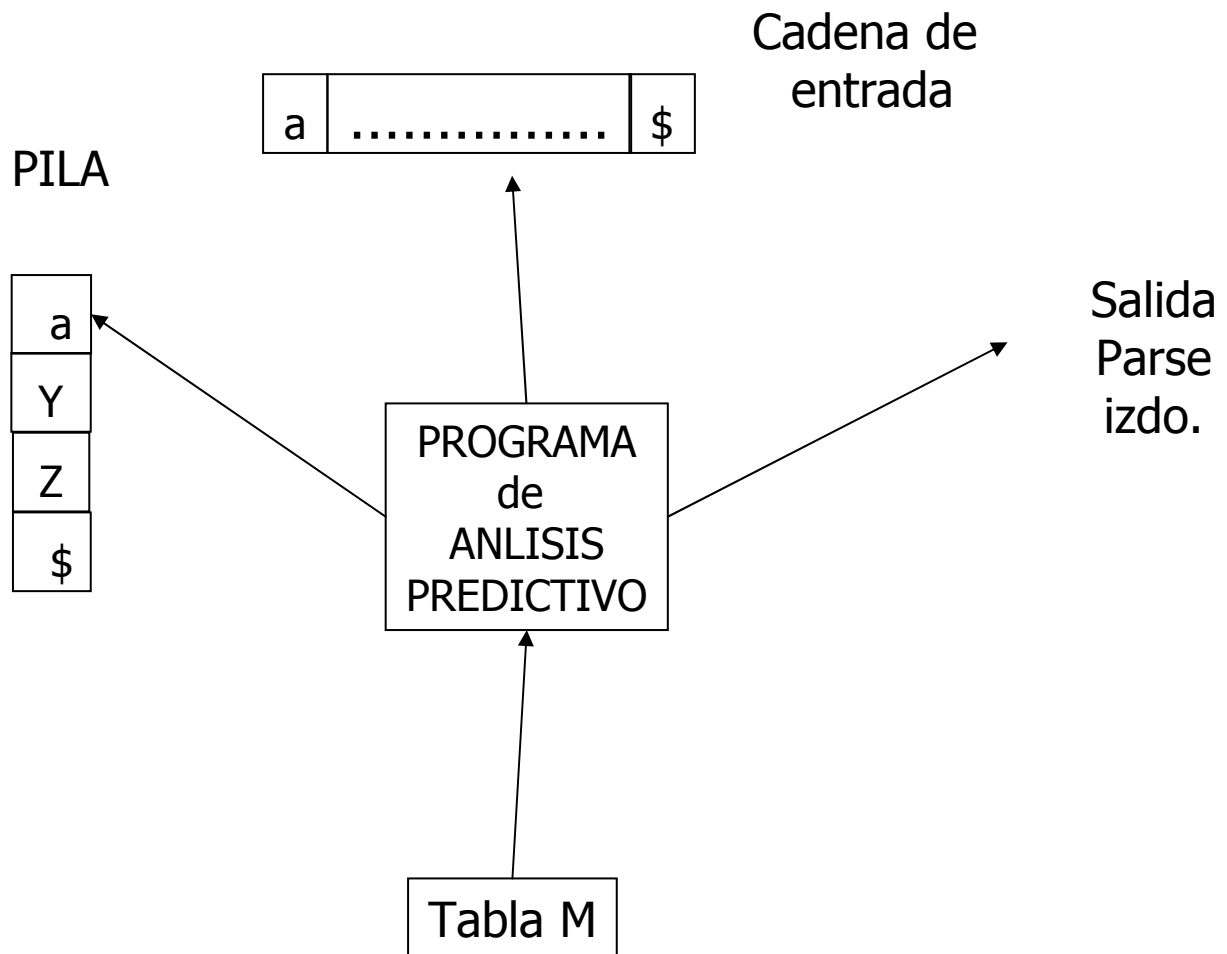 Cadena de
entrada
a ............... $
PILA
a
Y
Z
$
Salida
Parse
izdo.
PROGRAMA
de
ANLISIS
PREDICTIVO
Tabla M